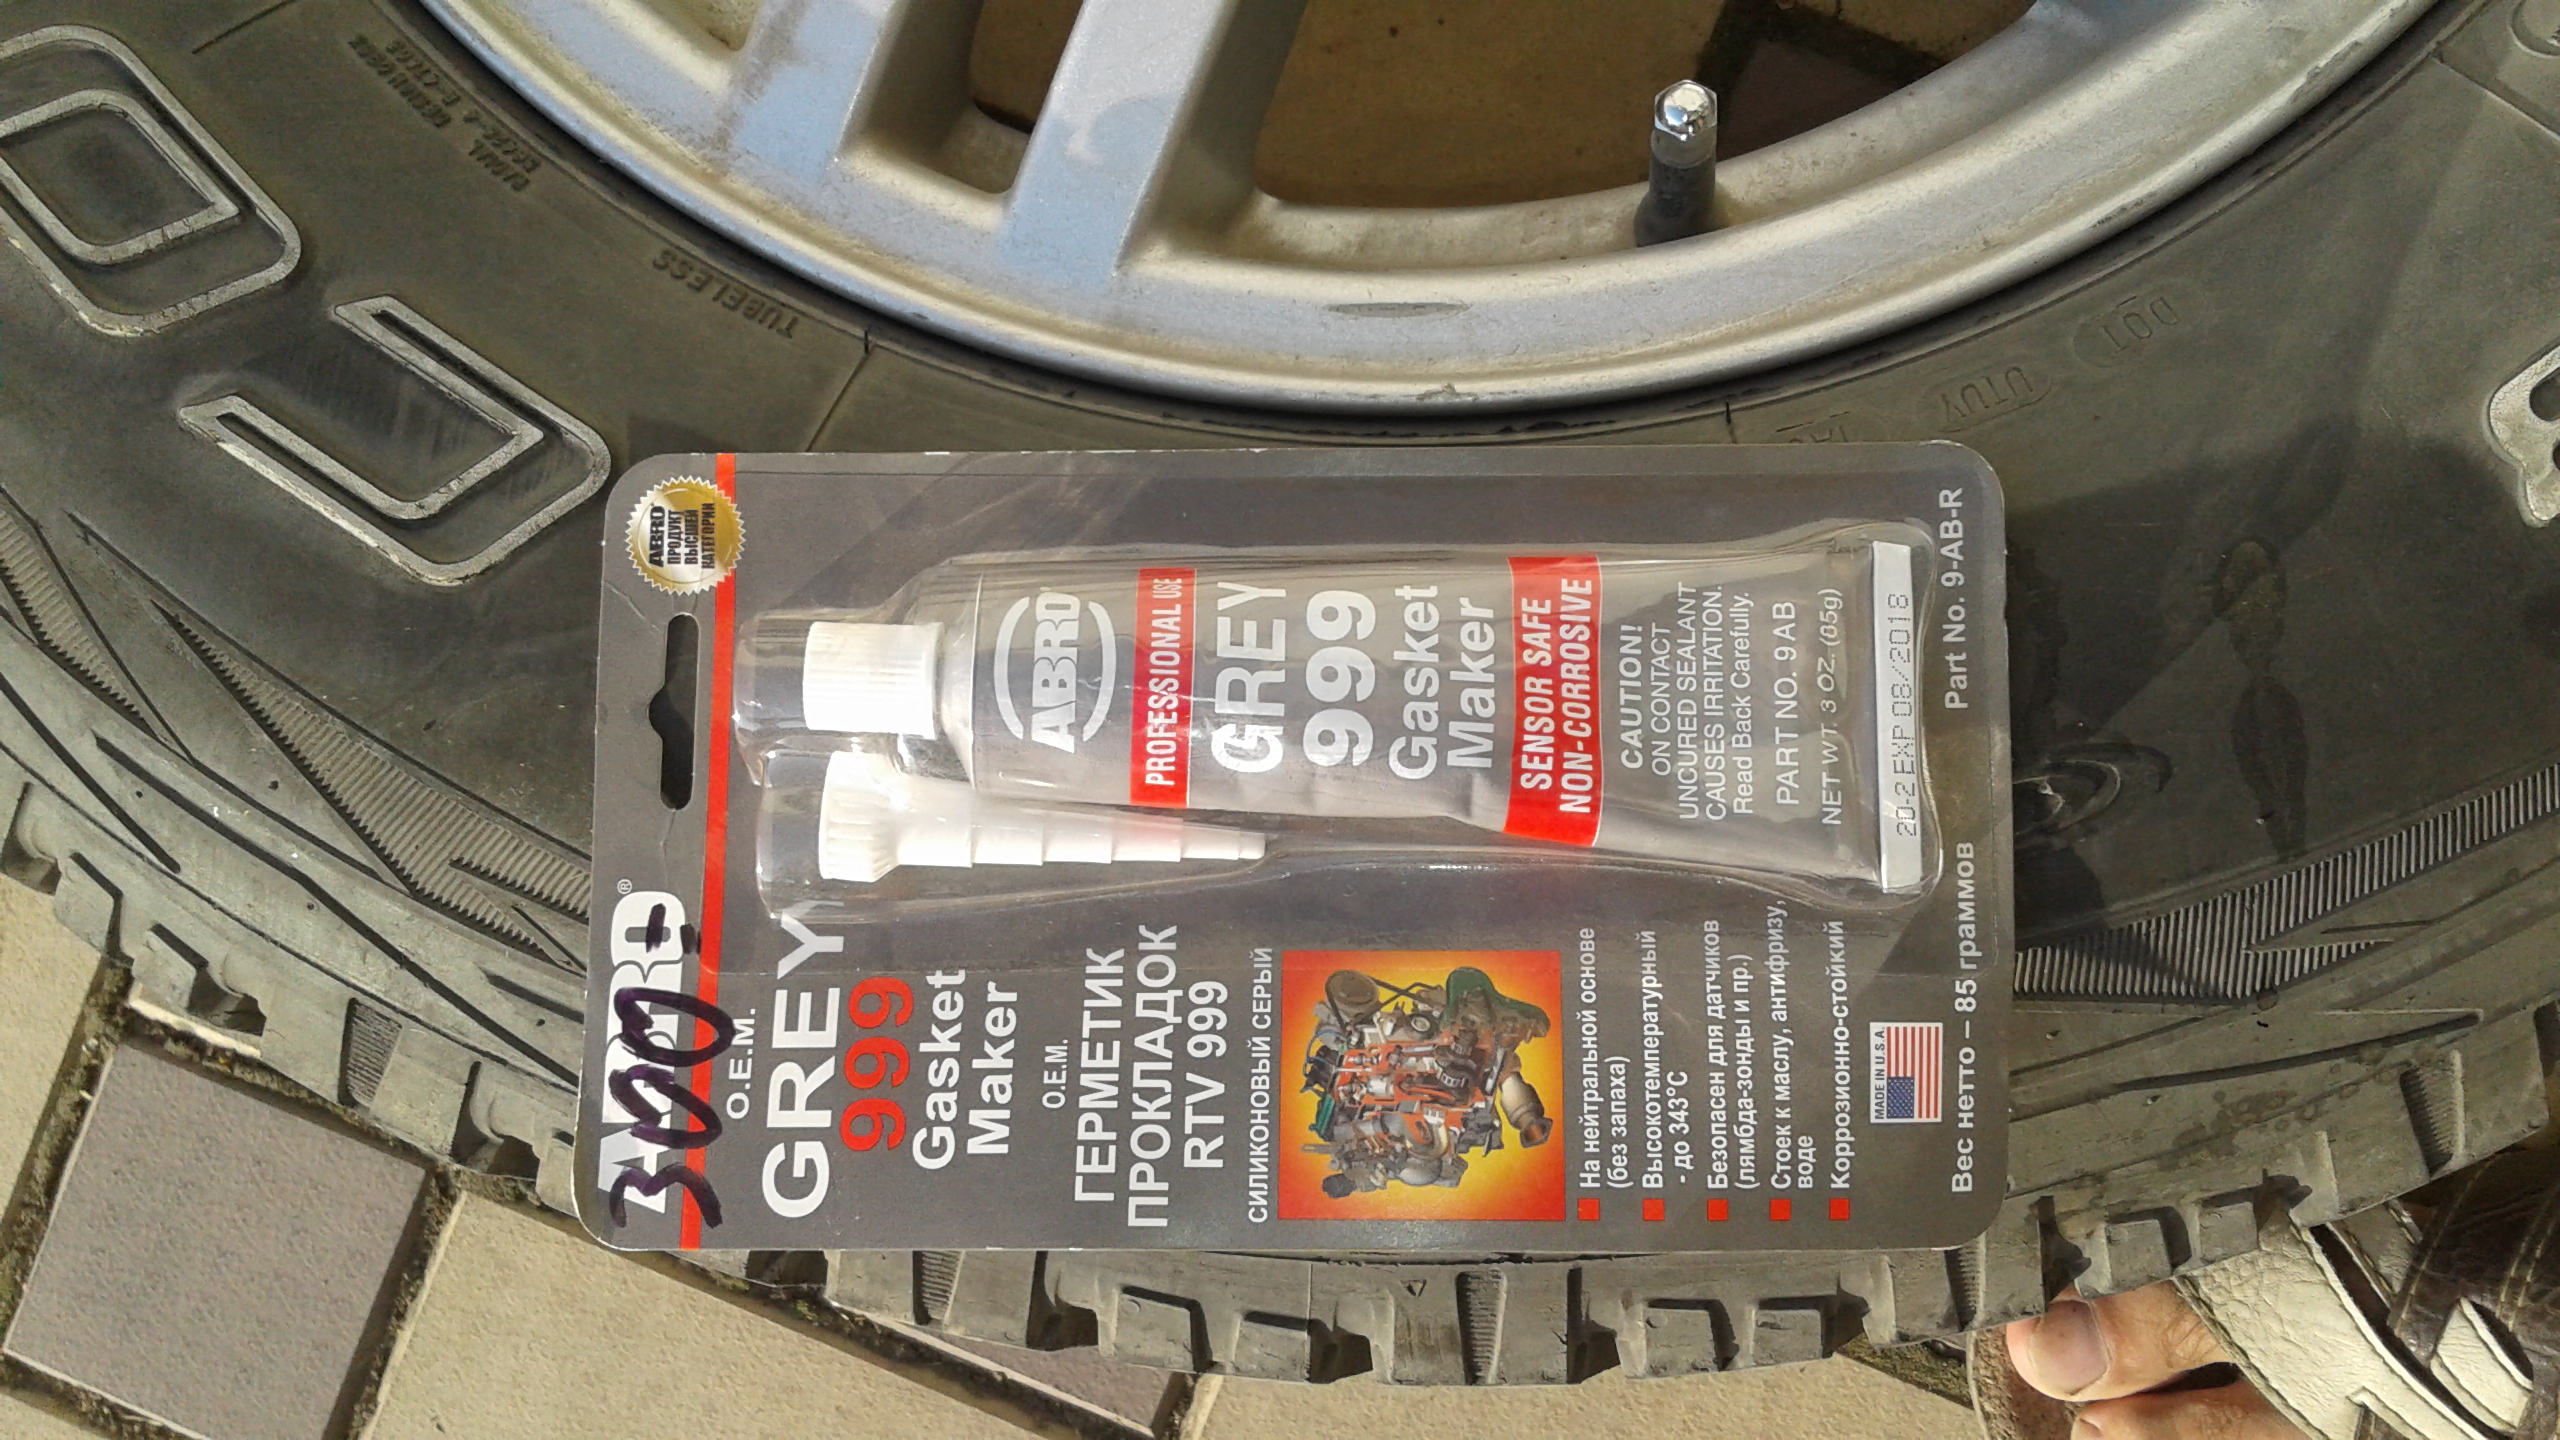 ABRO®
300-
O.E.M.
GREY
999
Gasket
Maker
O.E.M.
ГЕРМЕТИК
ПРОКЛАДОК
RTV 999
СИЛИКОНОВЫЙ СЕРЫЙ
На нейтральной основе
(без запаха)
Высокотемпературный
- до 343°С
Безопасен для датчиков
(лямбда-зонды и пр.)
Стоек к маслу, антифризу,
воде
Коррозионно-стойкий
MADE IN U.S.A.
Вес нетто – 85 граммов
Part No. 9-AB-R
ABRO
ПРОДУКТ
ВЫСШЕЙ
КАТЕГОРИИ
ABRO
PROFESSIONAL USE
GREY
999
Gasket
Maker
SENSOR SAFE
NON-CORROSIVE
CAUTION!
ON CONTACT
UNCURED SEALANT
CAUSES IRRITATION.
Read Back Carefully.
PART NO. 9AB
NET WT. 3 OZ. (85g)
20-2 EXP 08/2018
TUBELESS
DOT
UTUY